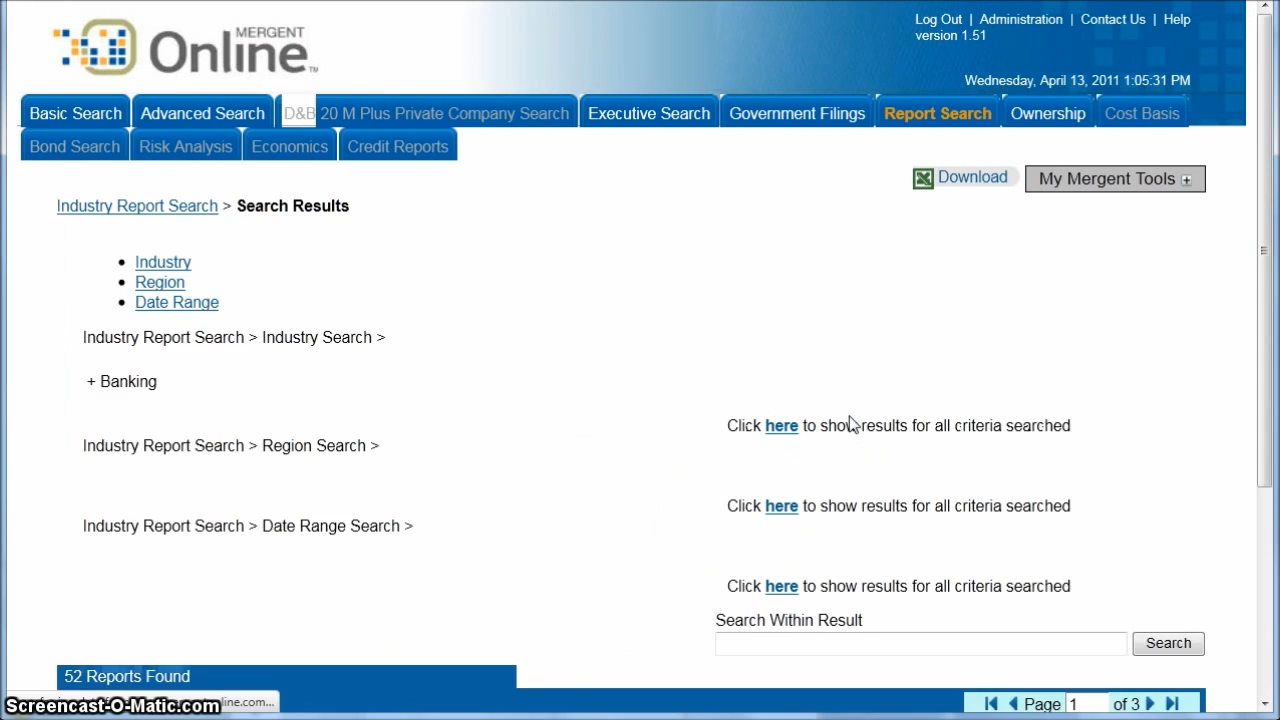 MERGENT
Online™
Log Out | Administration | Contact Us | Help
version 1.51
Wednesday, April 13, 2011 1:05:31 PM
Basic Search Advanced Search D&B 20 M Plus Private Company Search Executive Search Government Filings Report Search Ownership Cost Basis
Bond Search Risk Analysis Economics Credit Reports
Download My Mergent Tools +
Industry Report Search > Search Results
• Industry
• Region
• Date Range
Industry Report Search > Industry Search >
+ Banking
Click here to show results for all criteria searched
Industry Report Search > Region Search >
Click here to show results for all criteria searched
Industry Report Search > Date Range Search >
Click here to show results for all criteria searched
Search Within Result
Search
52 Reports Found
Page 1 of 3
Screencast-O-Matic.com